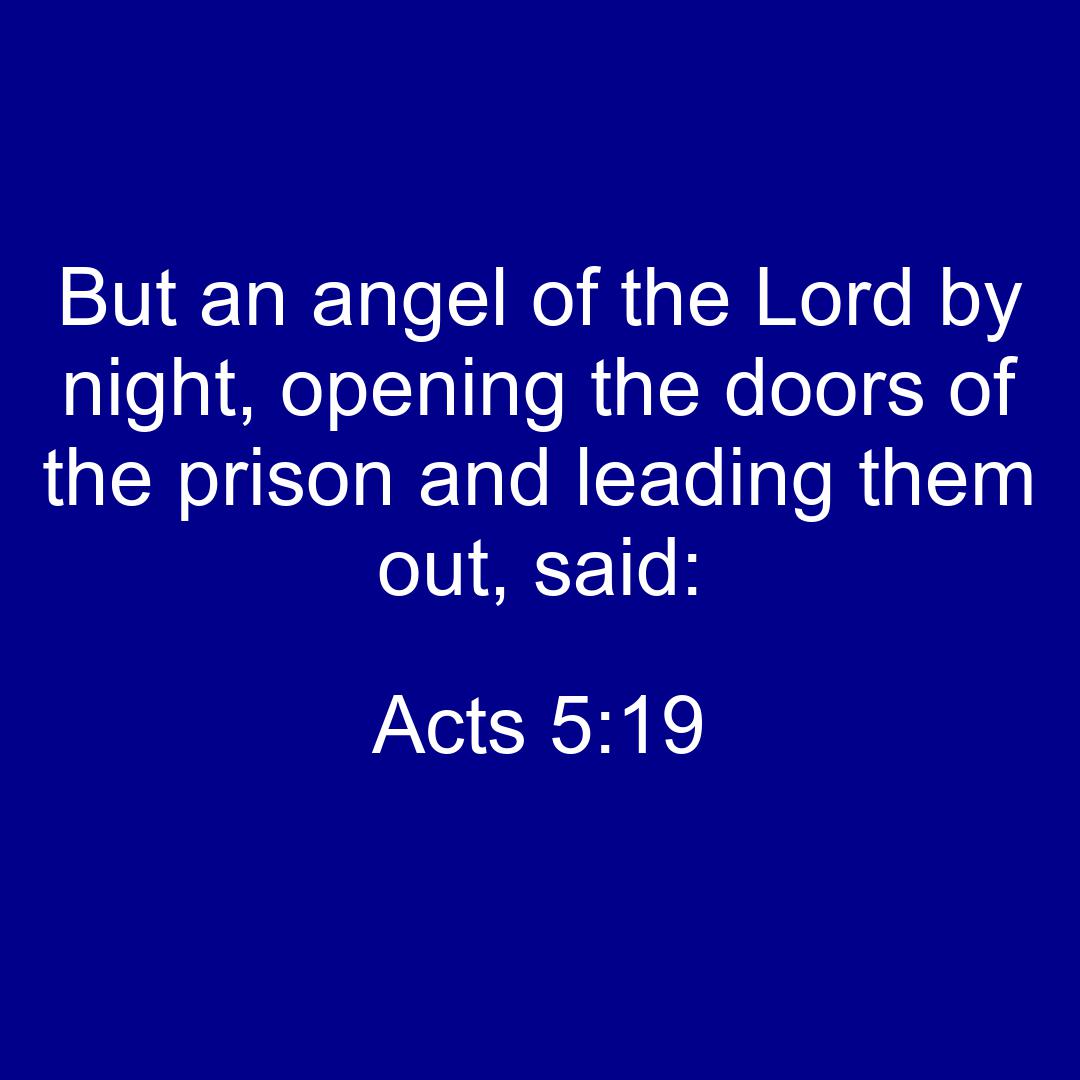 But an angel of the Lord by
night, opening the doors of
the prison and leading them
out, said:
Acts 5:19